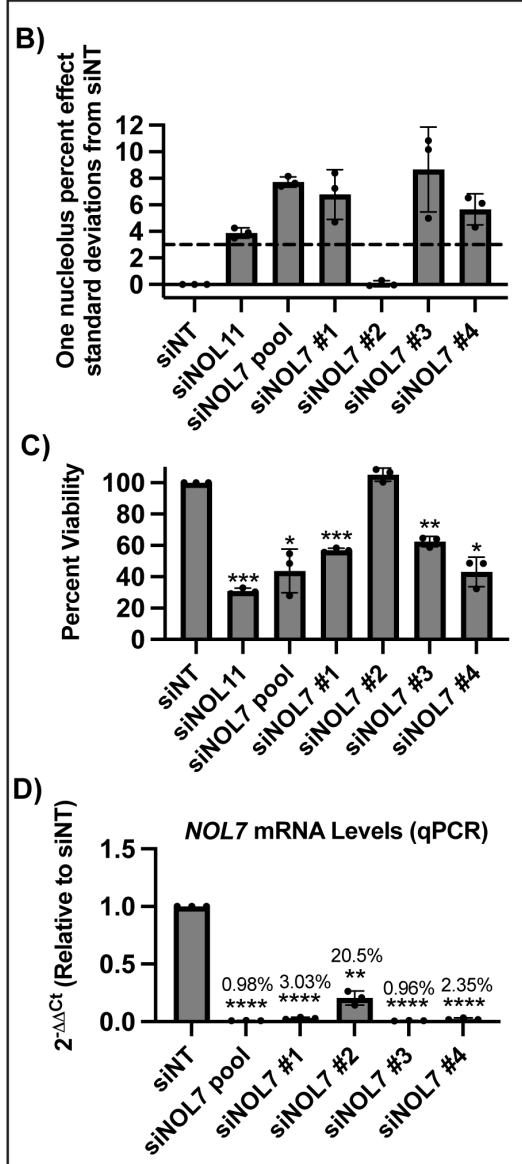 B)
One nucleolus percent effect
standard deviations from siNT
12
10
8
6
4
2
0
siNT
siNOL11
siNOL7 pool
siNOL7 #1
siNOL7 #2
siNOL7 #3
siNOL7 #4
C)
Percent Viability
100
80
60
40
20
0
***
*
***
**
*
siNT
siNOL11
siNOL7 pool
siNOL7 #1
siNOL7 #2
siNOL7 #3
siNOL7 #4
D)
NOL7 mRNA Levels (qPCR)
2-ΔΔCt (Relative to siNT)
1.5
1.0
0.5
0.0
0.98%
3.03%
20.5%
0.96%
2.35%
****
****
**
****
****
siNT
siNOL7 pool
siNOL7 #1
siNOL7 #2
siNOL7 #3
siNOL7 #4